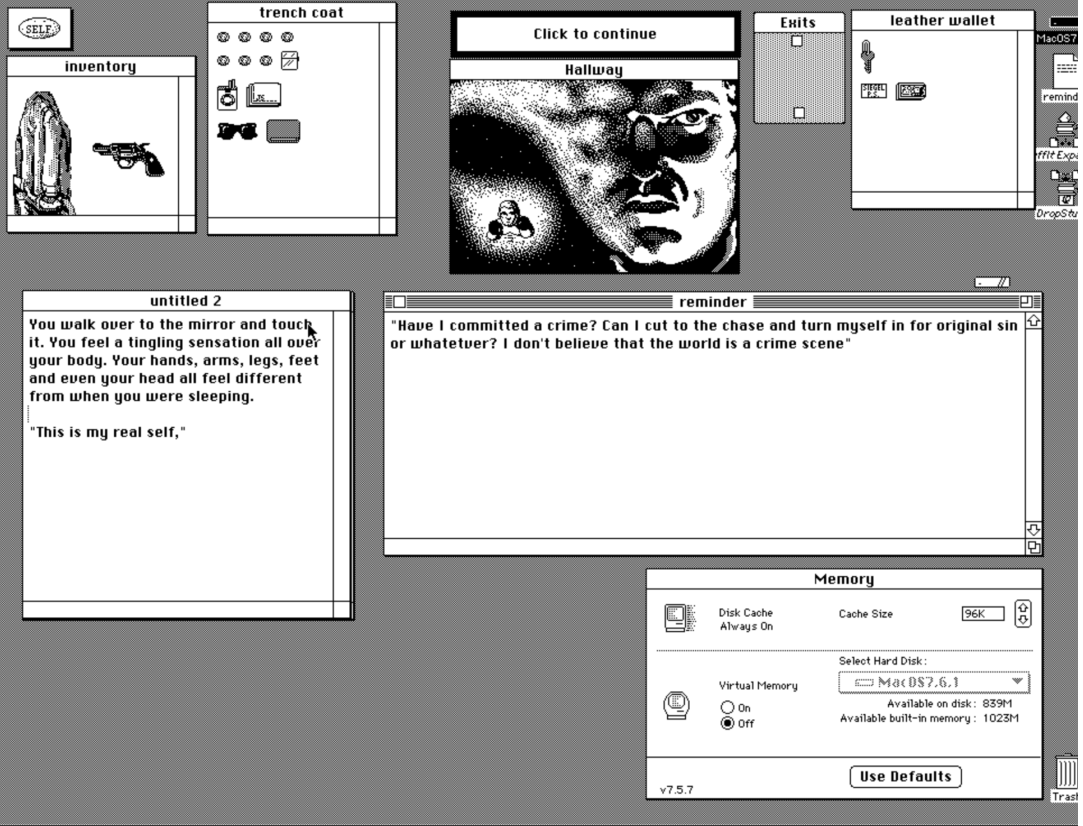 SELF
inventory
trench coat
Click to continue
Hallway
Exits
leather wallet
SIEGEL
P.S.
MacOS7
remind
DropStu
untitled 2
You walk over to the mirror and touch
it. You feel a tingling sensation all over
your body. Your hands, arms, legs, feet
and even your head all feel different
from when you were sleeping.
"This is my real self,"
reminder
"Have I committed a crime? Can I cut to the chase and turn myself in for original sin
or whatetver? I don't believe that the world is a crime scene"
Memory
Disk Cache
Always On
Cache Size
96K
Select Hard Disk:
MacOS7.6.1
Virtual Memory
On
Off
Available on disk: 839M
Available built-in memory: 1023M
Use Defaults
v7.5.7
Trash